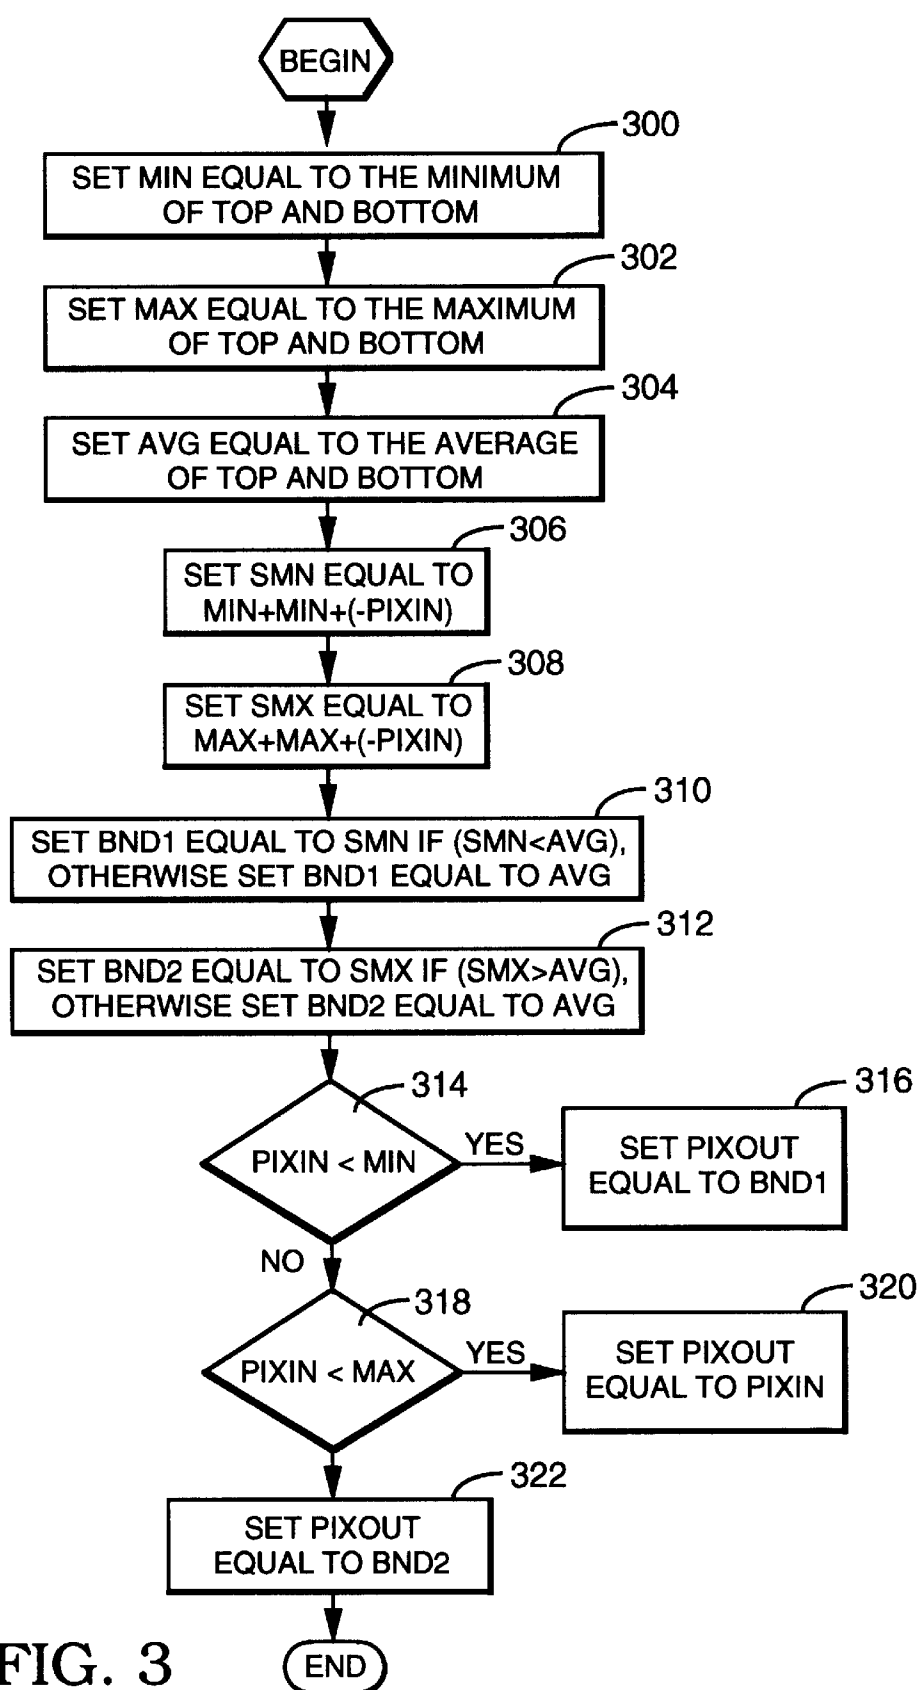 BEGIN
300
SET MIN EQUAL TO THE MINIMUM
OF TOP AND BOTTOM
302
SET MAX EQUAL TO THE MAXIMUM
OF TOP AND BOTTOM
304
SET AVG EQUAL TO THE AVERAGE
OF TOP AND BOTTOM
306
SET SMN EQUAL TO
MIN+MIN+(-PIXIN)
308
SET SMX EQUAL TO
MAX+MAX+(-PIXIN)
310
SET BND1 EQUAL TO SMN IF (SMN<AVG),
OTHERWISE SET BND1 EQUAL TO AVG
312
SET BND2 EQUAL TO SMX IF (SMX>AVG),
OTHERWISE SET BND2 EQUAL TO AVG
314
PIXIN < MIN
YES
316
SET PIXOUT
EQUAL TO BND1
NO
318
PIXIN < MAX
YES
320
SET PIXOUT
EQUAL TO PIXIN
322
SET PIXOUT
EQUAL TO BND2
END
FIG. 3